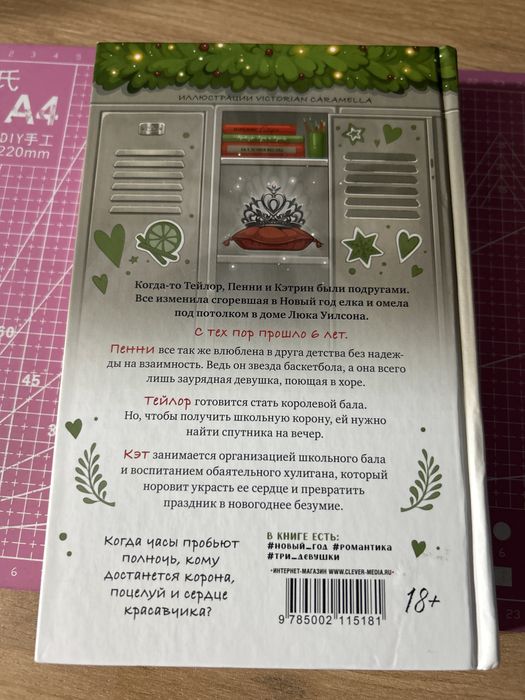 氏
A4
DIY手工
220mm
ИЛЛЮСТРАЦИИ VICTORIAN CARAMELLA
Когда-то Тейлор, Пенни и Кэтрин были подругами.
Все изменила сгоревшая в Новый год елка и омела
под потолком в доме Люка Уилсона.
С тех пор прошло 6 лет.
Пенни все так же влюблена в друга детства без надеж-
ды на взаимность. Ведь он звезда баскетбола, а она всего
лишь заурядная девушка, поющая в хоре.
Тейлор готовится стать королевой бала.
Но, чтобы получить школьную корону, ей нужно
найти спутника на вечер.
Кэт занимается организацией школьного бала
и воспитанием обаятельного хулигана, который
норовит украсть ее сердце и превратить
праздник в новогоднее безумие.
Когда часы пробьют
полночь, кому
достанется корона,
поцелуй и сердце
красавчика?
В КНИГЕ ЕСТЬ:
#НОВЫЙ_ГОД #РОМАНТИКА
#ТРИ_ДЕВУШКИ
•ИНТЕРНЕТ-МАГАЗИН WWW.CLEVER-MEDIA.RU•
9 785002 115181
18+